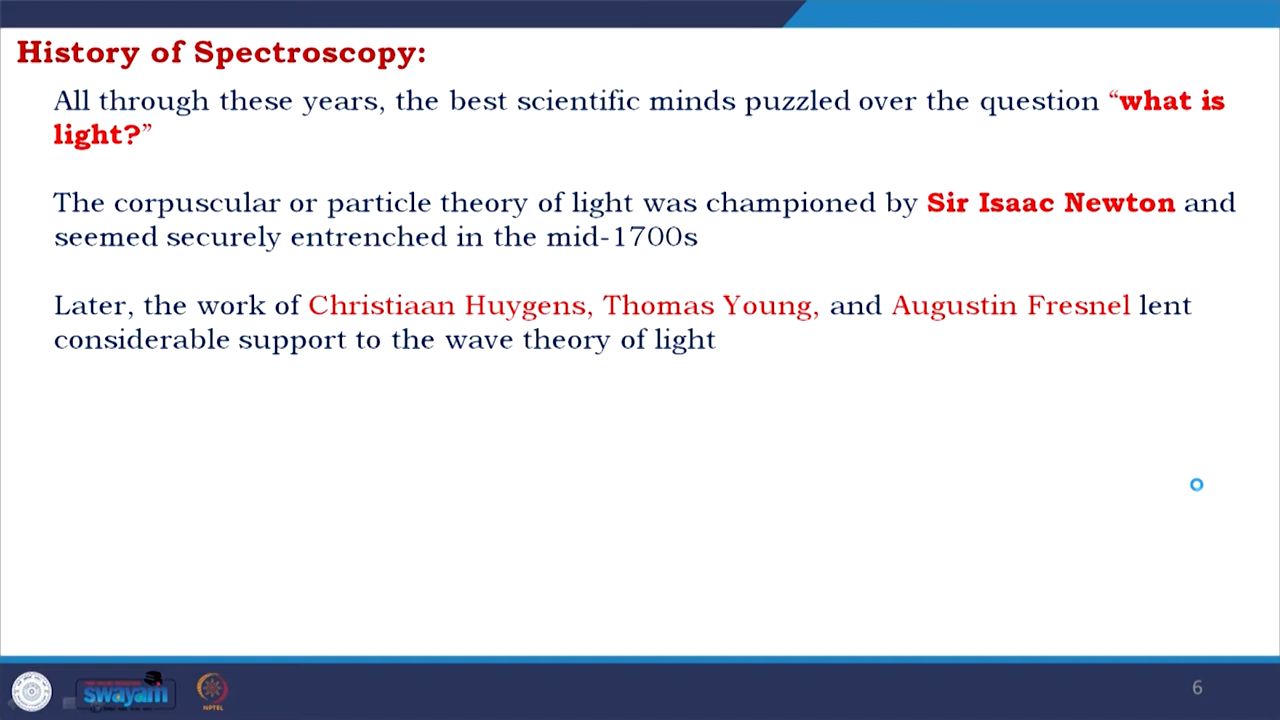 History of Spectroscopy:
All through these years, the best scientific minds puzzled over the question “what is
light?”
The corpuscular or particle theory of light was championed by Sir Isaac Newton and
seemed securely entrenched in the mid-1700s
Later, the work of Christiaan Huygens, Thomas Young, and Augustin Fresnel lent
considerable support to the wave theory of light
swayam
NPTEL
6